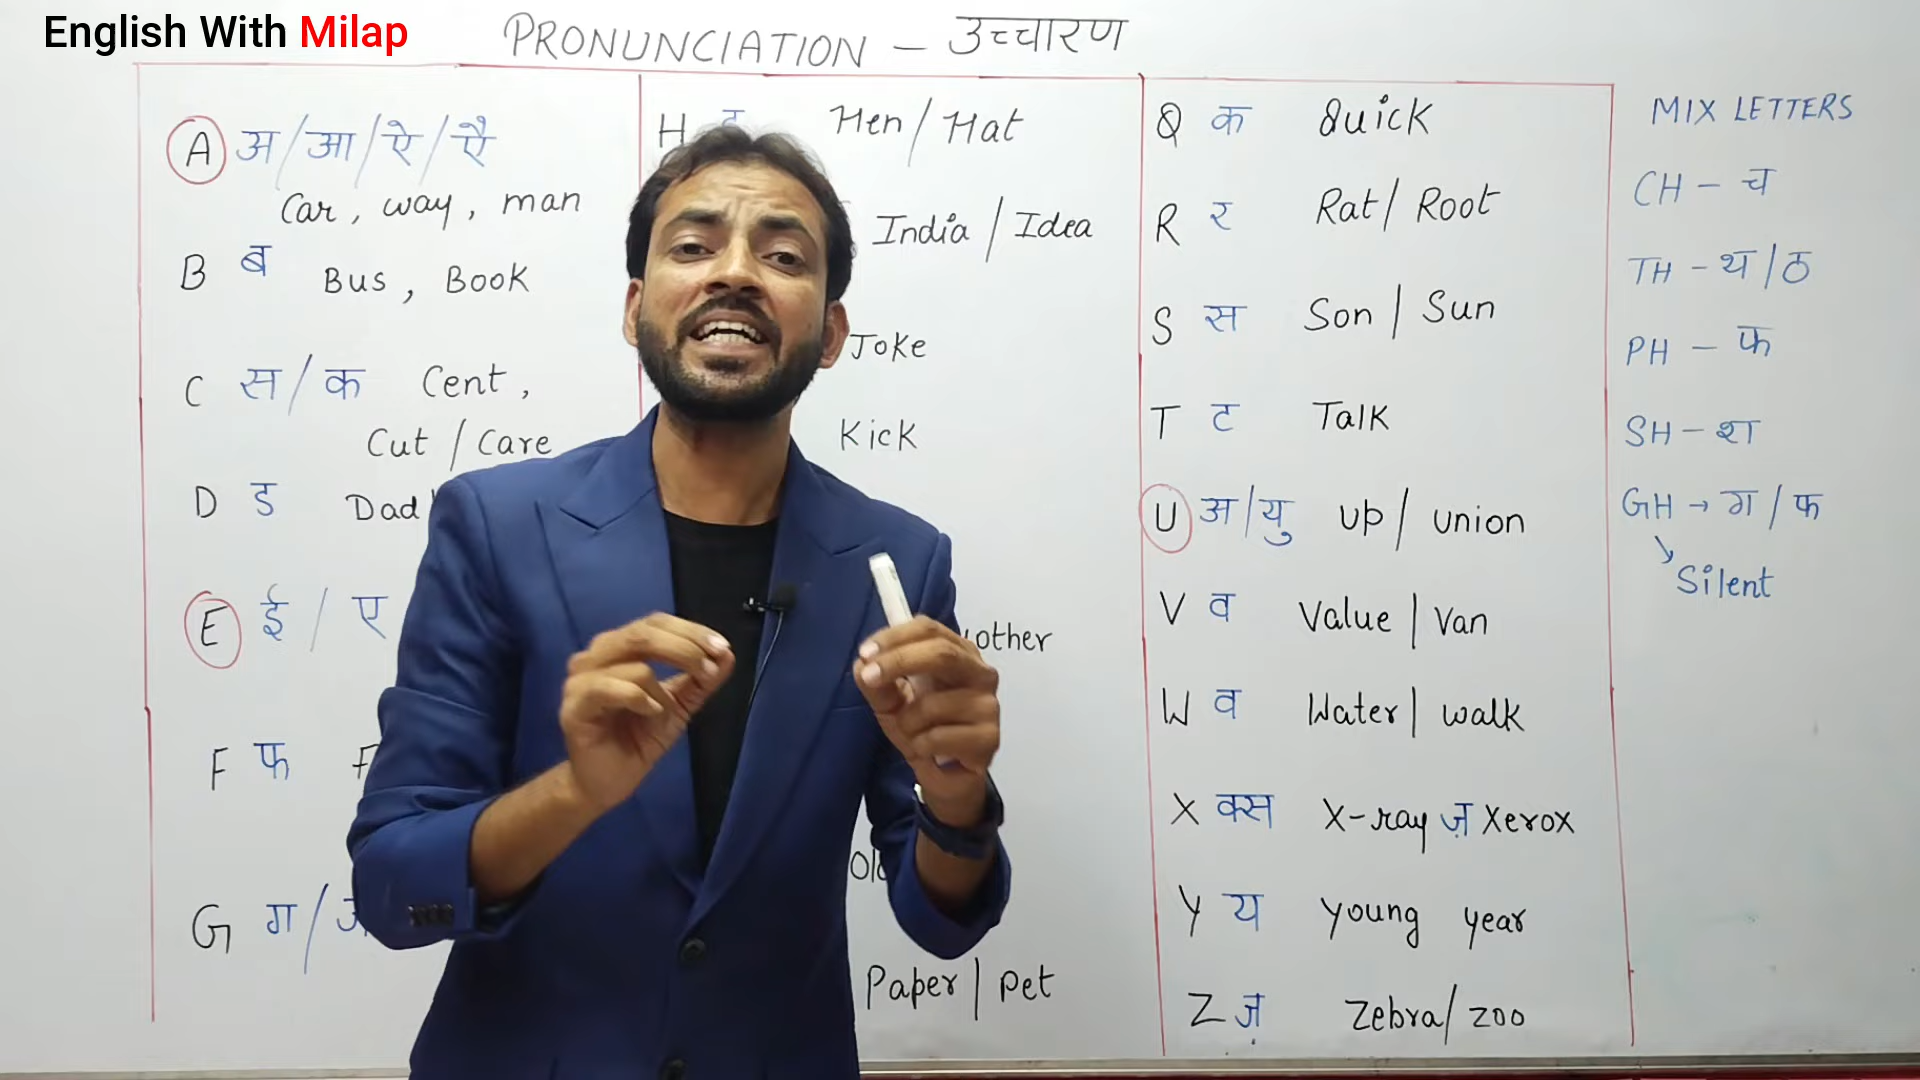 English With Milap
PRONUNCIATION – उच्चारण
A अ/आ/ऐ/ऐ
Car, way, man
B ब Bus, Book
C स/क Cent,
Cut / Care
D ड Dad
E ई / ए
F फ
G ग/
H Hen / Hat
India / Idea
Joke
Kick
other
Paper / Pet
Q क Quick
R र Rat / Root
S स Son / Sun
T ट Talk
U अ/यु up / union
V व Value | Van
W व Water | walk
X क्स X-ray ज़ Xerox
Y य Young year
Z ज़ Zebra/ zoo
MIX LETTERS
CH – च
TH – थ / ठ
PH – फ
SH – श
GH → ग / फ
Silent